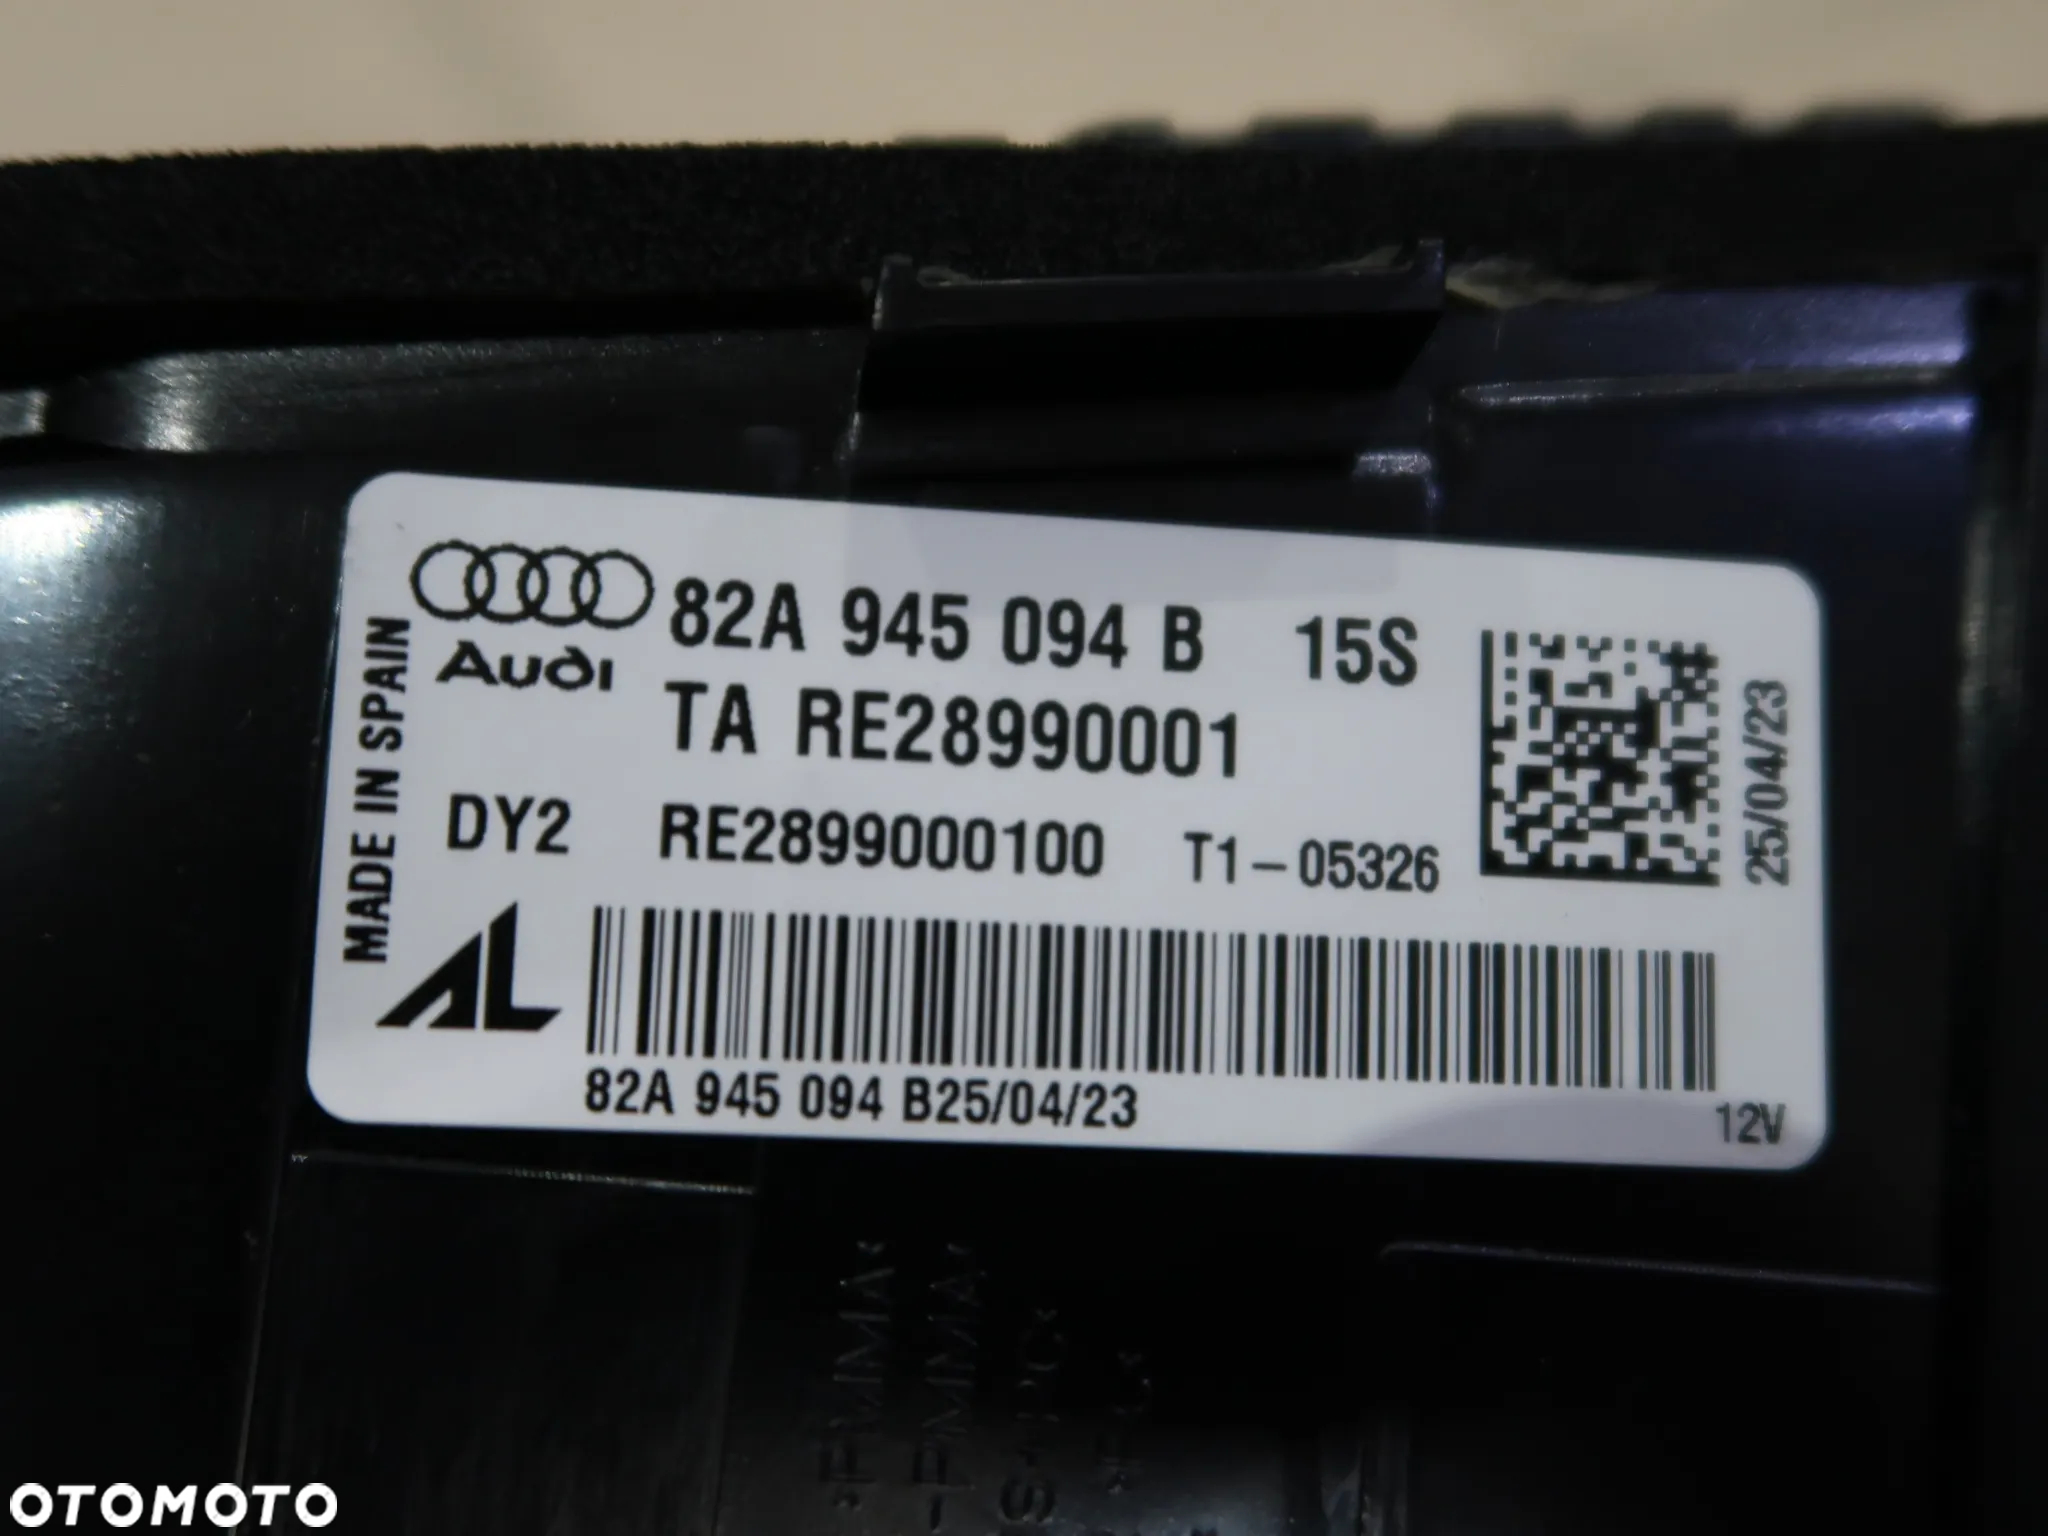 Audi
82A 945 094 B 15S
TA RE28990001
DY2 RE2899000100 T1-05326
MADE IN SPAIN
25/04/23
AL
82A 945 094 B25/04/23
12V
OTOMOTO